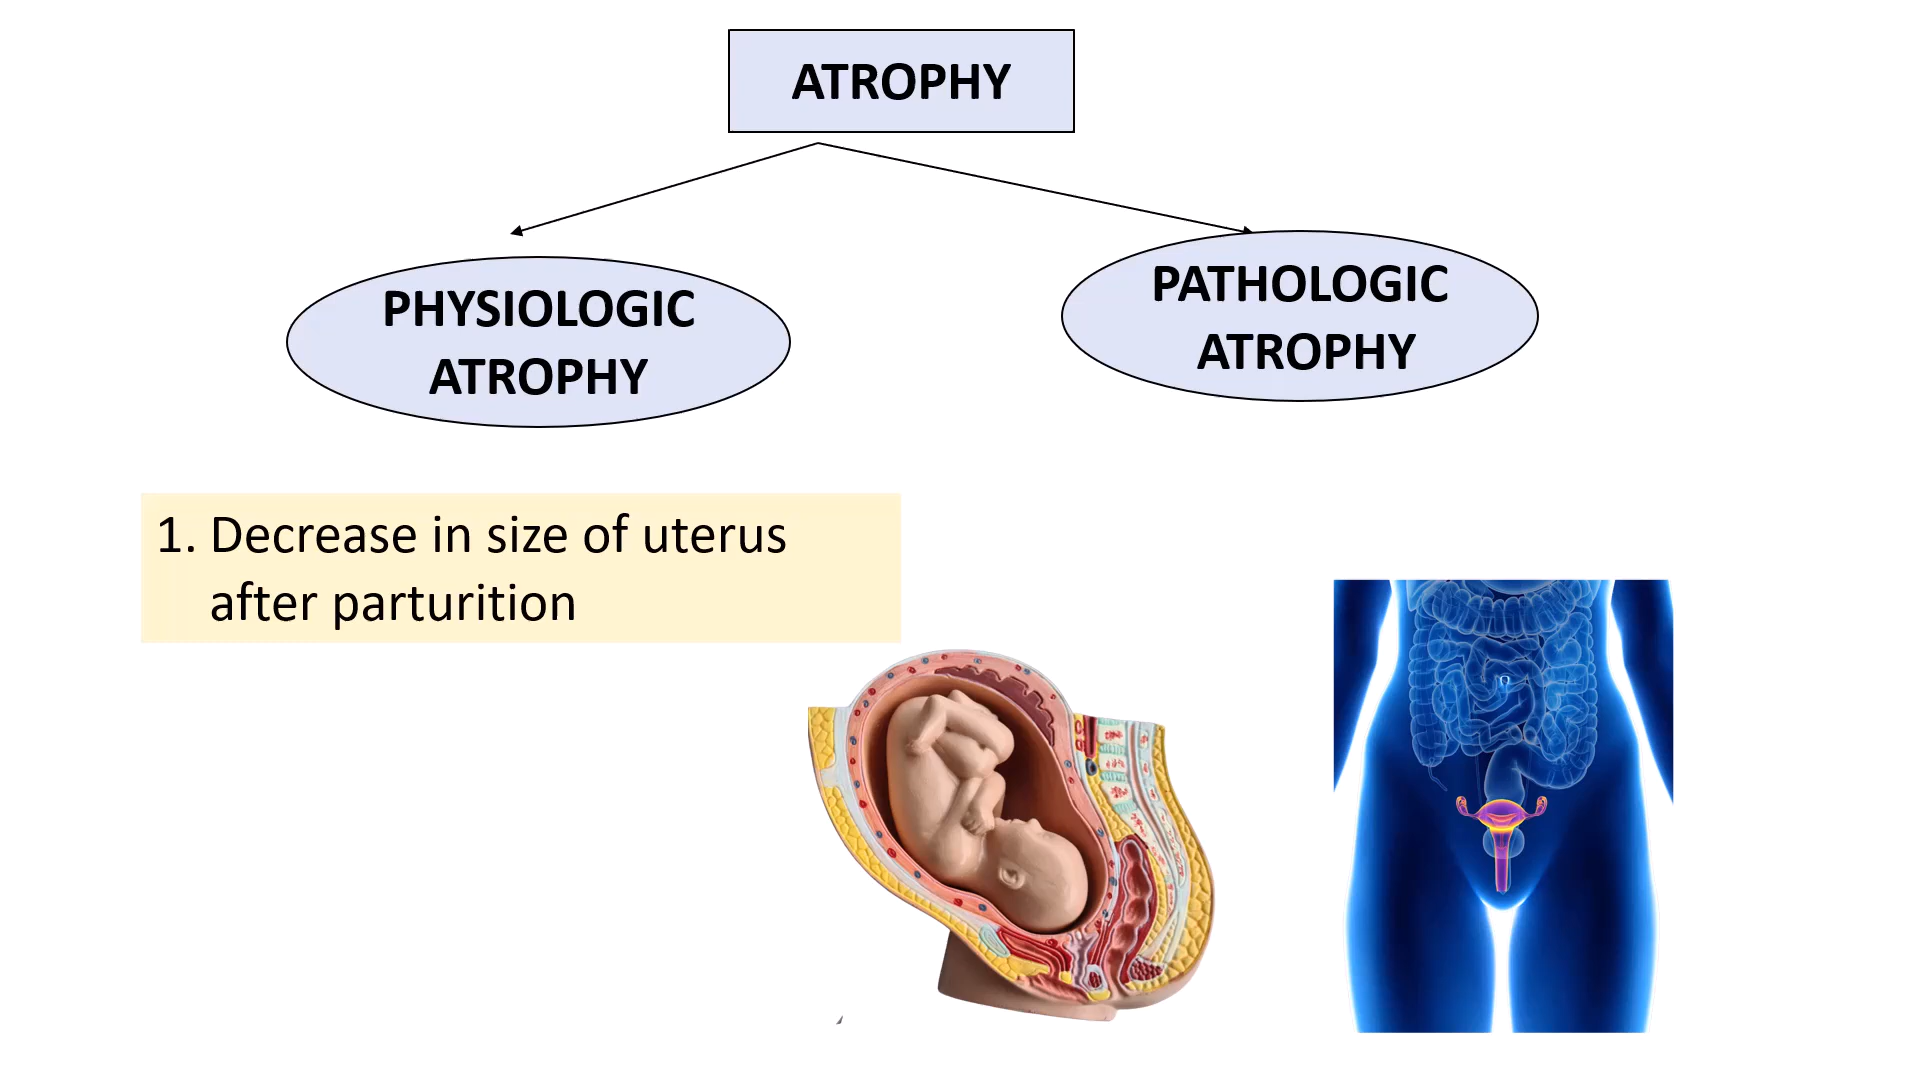 ATROPHY
PHYSIOLOGIC
ATROPHY
PATHOLOGIC
ATROPHY
1. Decrease in size of uterus
after parturition